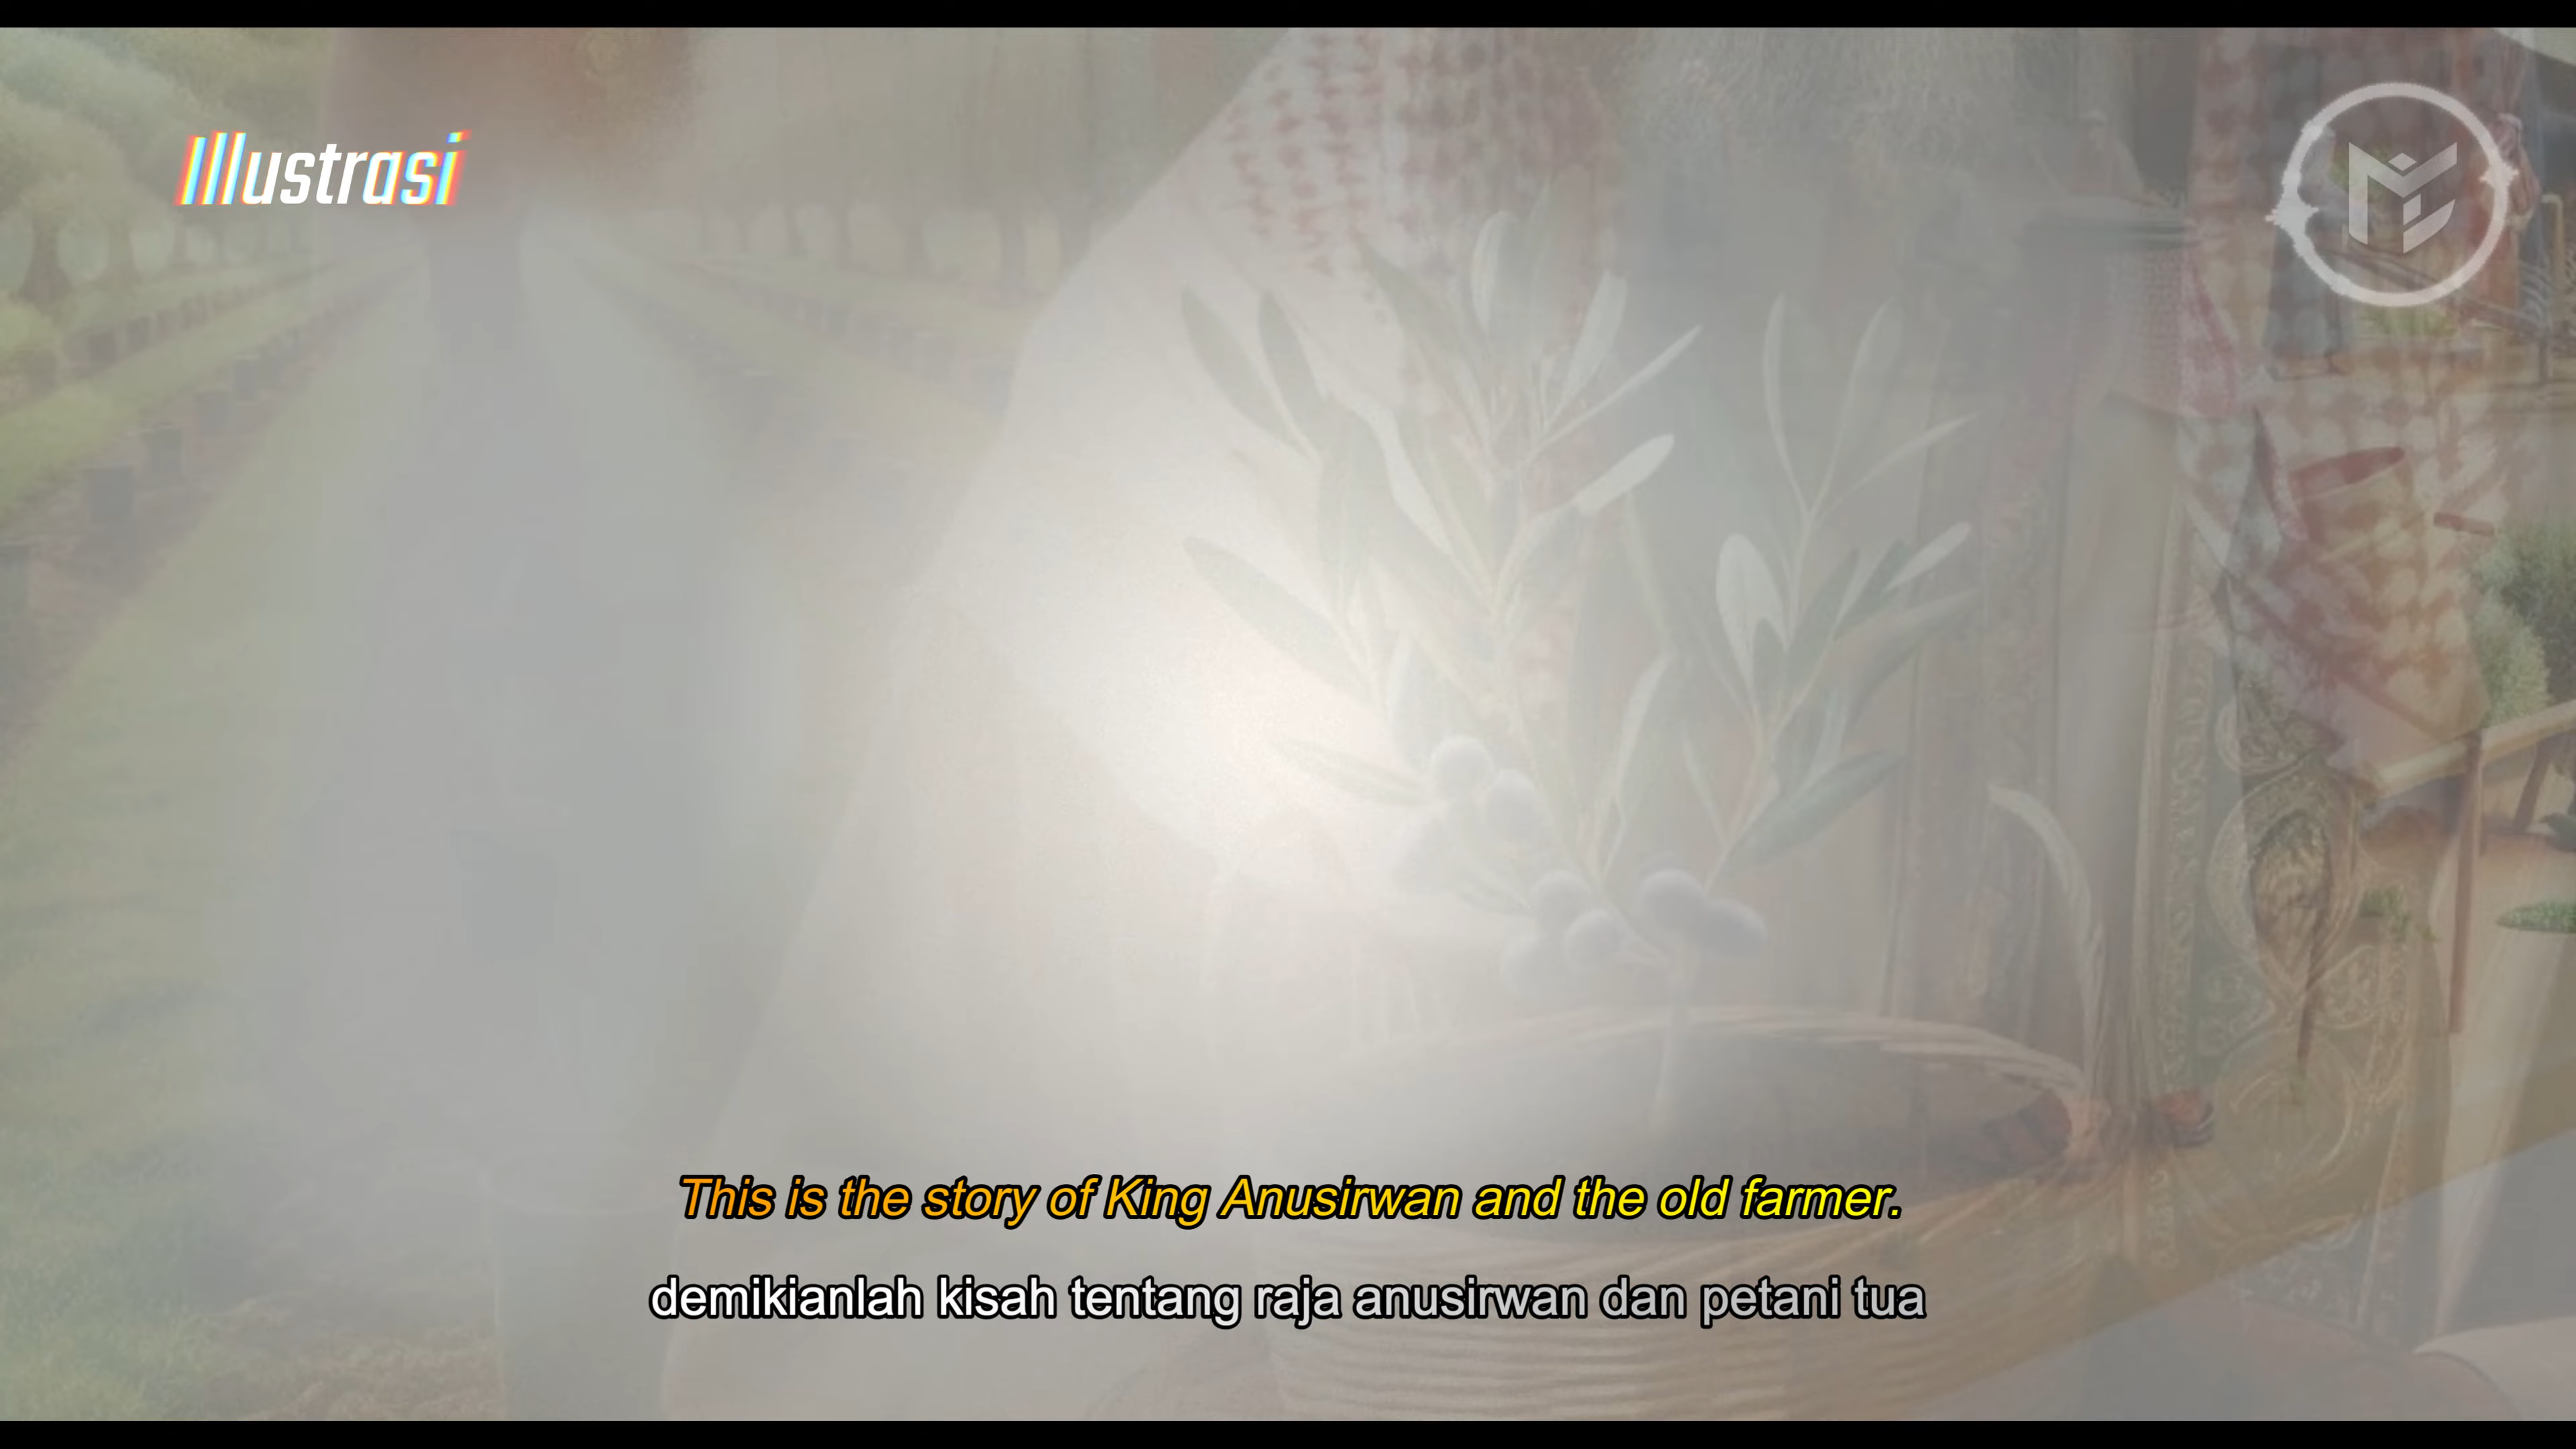 Illustrasi
This is the story of King Anusirwan and the old farmer.
demikianlah kisah tentang raja anusirwan dan petani tua